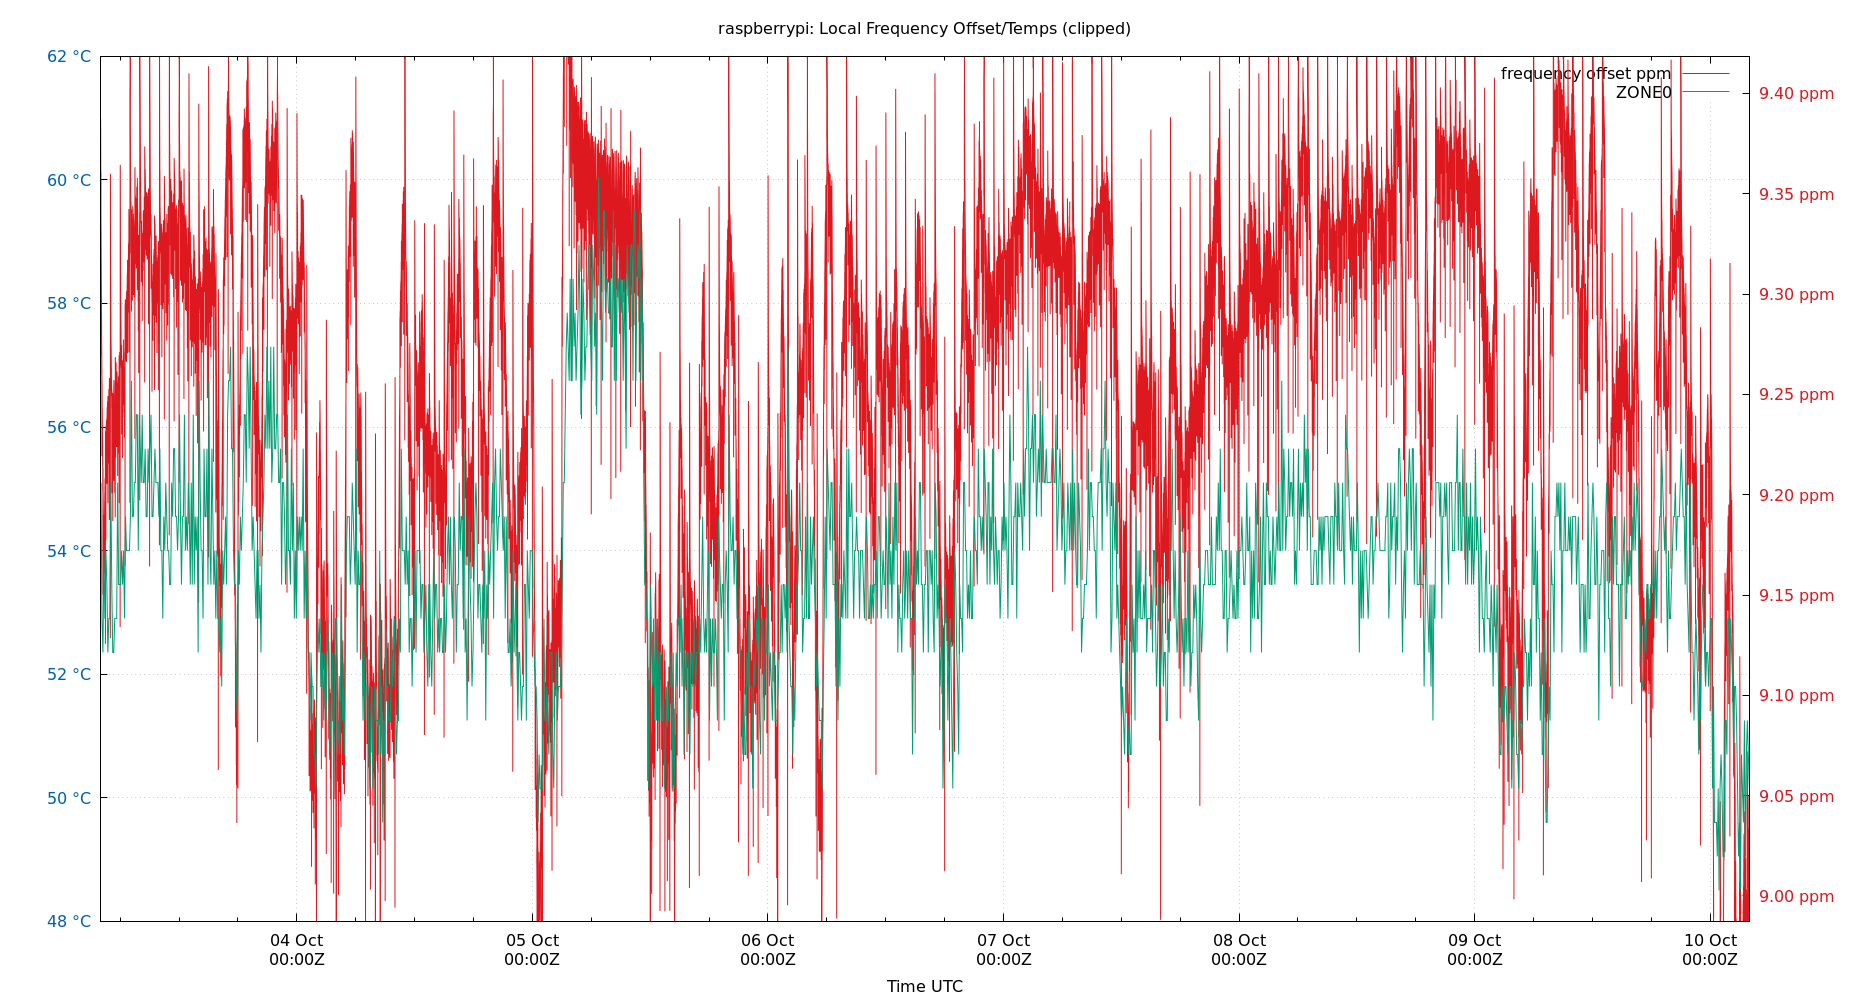 raspberrypi: Local Frequency Offset/Temps (clipped)
62 °C
60 °C
58 °C
56 °C
54 °C
52 °C
50 °C
48 °C
frequency offset ppm
ZONE0
9.40 ppm
9.35 ppm
9.30 ppm
9.25 ppm
9.20 ppm
9.15 ppm
9.10 ppm
9.05 ppm
9.00 ppm
04 Oct
00:00Z
05 Oct
00:00Z
06 Oct
00:00Z
07 Oct
00:00Z
08 Oct
00:00Z
09 Oct
00:00Z
10 Oct
00:00Z
Time UTC